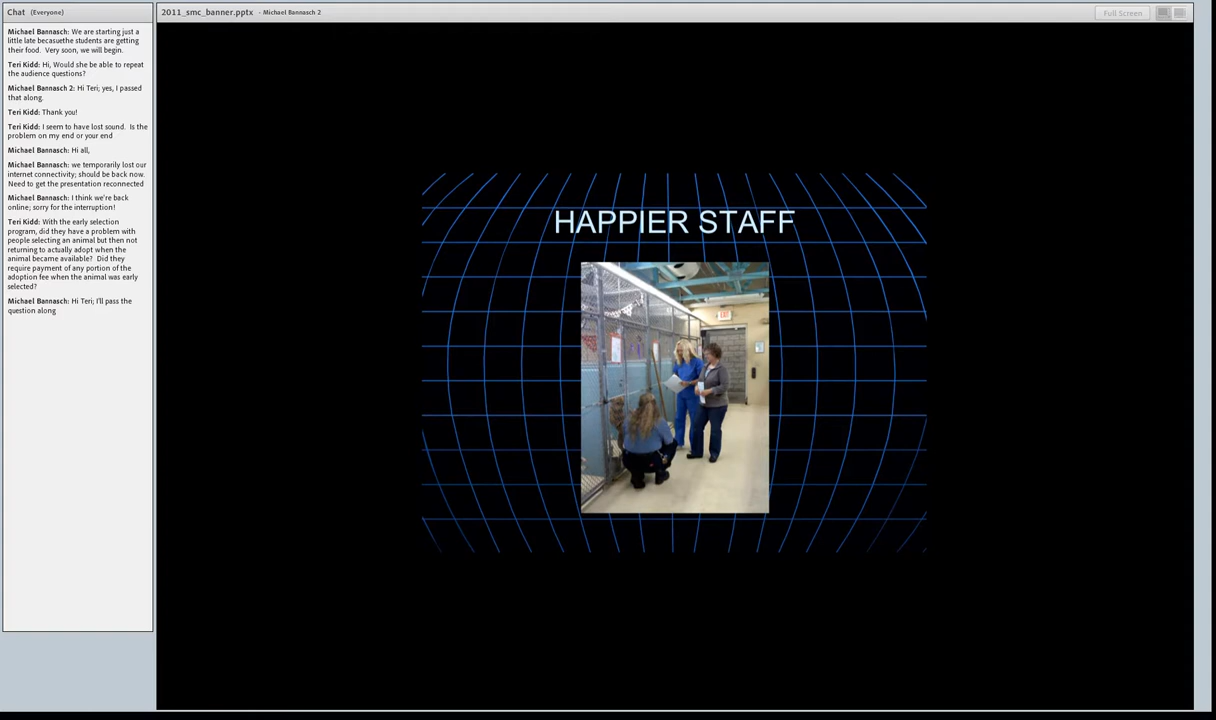 Chat (Everyone)
Michael Bannasch: We are starting just a
little late becasuethe students are getting
their food. Very soon, we will begin.
Teri Kidd: Hi, Would she be able to repeat
the audience questions?
Michael Bannasch 2: Hi Teri; yes, I passed
that along.
Teri Kidd: Thank you!
Teri Kidd: I seem to have lost sound. Is the
problem on my end or your end
Michael Bannasch: Hi all,
Michael Bannasch: we temporarily lost our
internet connectivity; should be back now.
Need to get the presentation reconnected
Michael Bannasch: I think we're back
online; sorry for the interruption!
Teri Kidd: With the early selection
program, did they have a problem with
people selecting an animal but then not
returning to actually adopt when the
animal became available? Did they
require payment of any portion of the
adoption fee when the animal was early
selected?
Michael Bannasch: Hi Teri; I'll pass the
question along
2011_smc_banner.pptx - Michael Bannasch 2
Full Screen
HAPPIER STAFF
EXIT